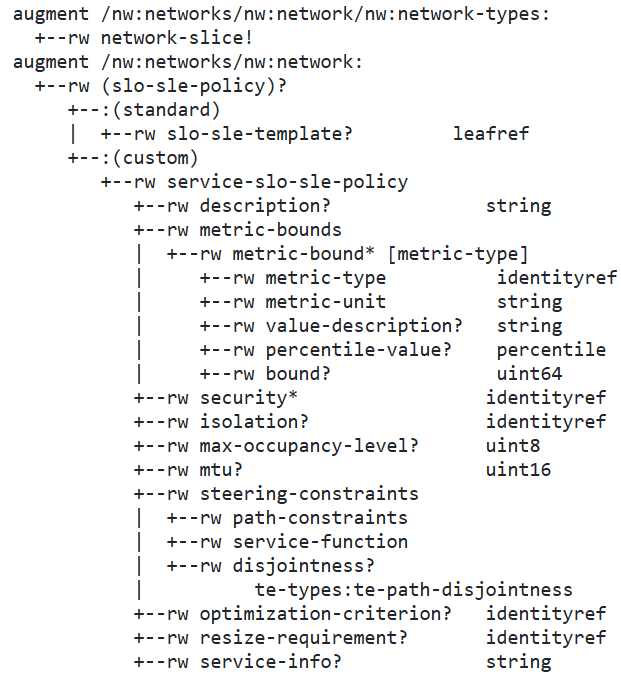 augment /nw:networks/nw:network/nw:network-types:
  +--rw network-slice!
augment /nw:networks/nw:network:
  +--rw (slo-sle-policy)?
     +--:(standard)
     |  +--rw slo-sle-template?         leafref
     +--:(custom)
        +--rw service-slo-sle-policy
           +--rw description?              string
           +--rw metric-bounds
           |  +--rw metric-bound* [metric-type]
           |     +--rw metric-type          identityref
           |     +--rw metric-unit          string
           |     +--rw value-description?   string
           |     +--rw percentile-value?    percentile
           |     +--rw bound?               uint64
           +--rw security*                 identityref
           +--rw isolation?                identityref
           +--rw max-occupancy-level?      uint8
           +--rw mtu?                      uint16
           +--rw steering-constraints
           |  +--rw path-constraints
           |  +--rw service-function
           |  +--rw disjointness?
           |          te-types:te-path-disjointness
           +--rw optimization-criterion?   identityref
           +--rw resize-requirement?       identityref
           +--rw service-info?             string